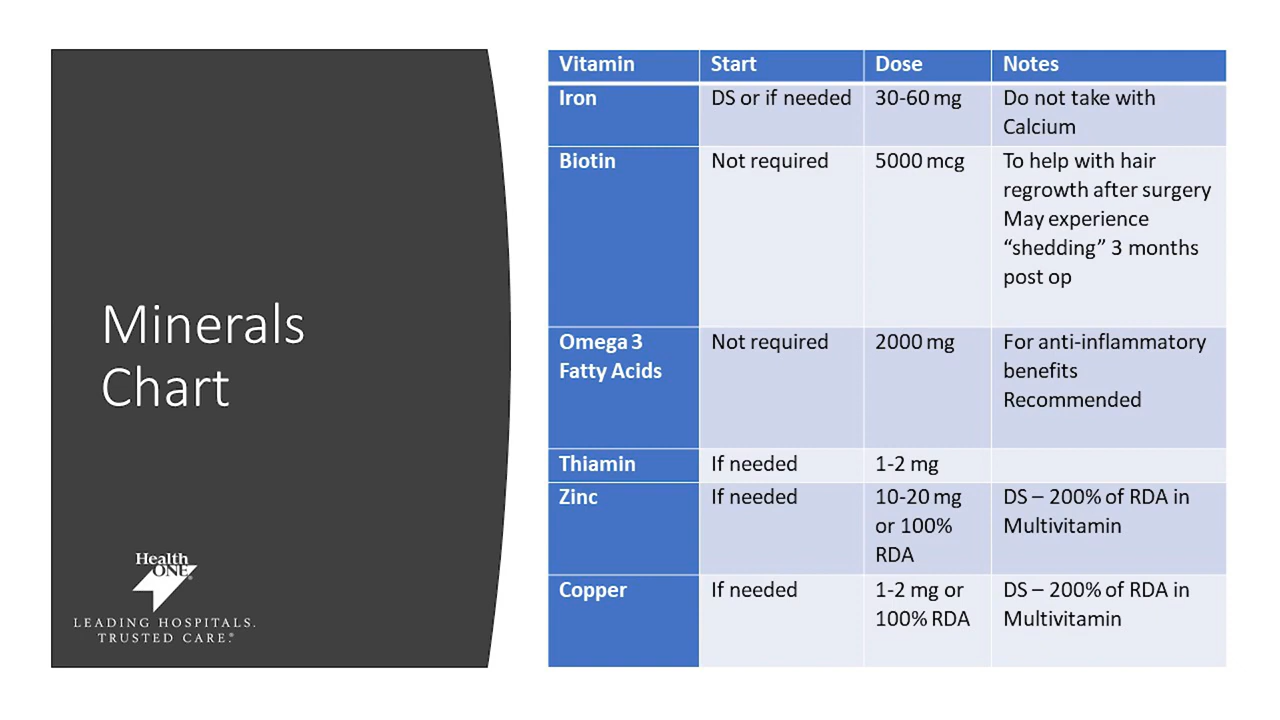 Minerals
Chart
Health
ONE®
LEADING HOSPITALS.
TRUSTED CARE.®
Vitamin Start Dose Notes
Iron DS or if needed 30-60 mg Do not take with
Calcium
Biotin Not required 5000 mcg To help with hair
regrowth after surgery
May experience
“shedding” 3 months
post op
Omega 3 Not required 2000 mg For anti-inflammatory
Fatty Acids benefits
Recommended
Thiamin If needed 1-2 mg
Zinc If needed 10-20 mg DS – 200% of RDA in
or 100% Multivitamin
RDA
Copper If needed 1-2 mg or DS – 200% of RDA in
100% RDA Multivitamin